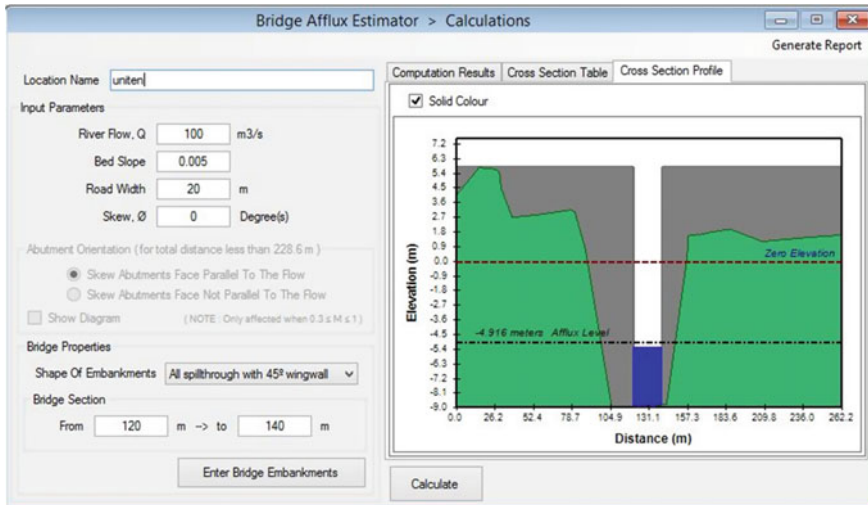 Bridge Afflux Estimator > Calculations
Generate Report
Location Name uniten
Input Parameters
River Flow, Q 100 m3/s
Bed Slope 0.005
Road Width 20 m
Skew, Ø 0 Degree(s)
Abutment Orientation (for total distance less than 228.6 m)
Skew Abutments Face Parallel To The Flow
Skew Abutments Face Not Parallel To The Flow
Show Diagram (NOTE : Only affected when 0.3 ≤ M ≤ 1)
Bridge Properties
Shape Of Embankments All spillthrough with 45º wingwall
Bridge Section
From 120 m -> to 140 m
Enter Bridge Embankments
Computation Results Cross Section Table Cross Section Profile
Solid Colour
Elevation (m)
7.2
6.3
5.4
4.5
3.6
2.7
1.8
0.9
0.0
-0.9
-1.8
-2.7
-3.6
-4.5
-5.4
-6.3
-7.2
-8.1
-9.0
Zero Elevation
-4.916 meters Afflux Level
0.0 26.2 52.4 78.7 104.9 131.1 157.3 183.6 209.8 236.0 262.2
Distance (m)
Calculate